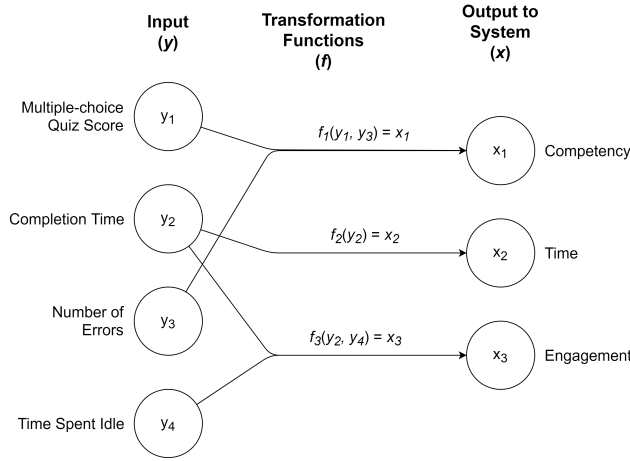 Input
(y)
Transformation
Functions
(f)
Output to
System
(x)
Multiple-choice
Quiz Score
y1
f1(y1, y3) = x1
x1
Competency
Completion Time
y2
f2(y2) = x2
x2
Time
Number of
Errors
y3
f3(y2, y4) = x3
x3
Engagement
Time Spent Idle
y4